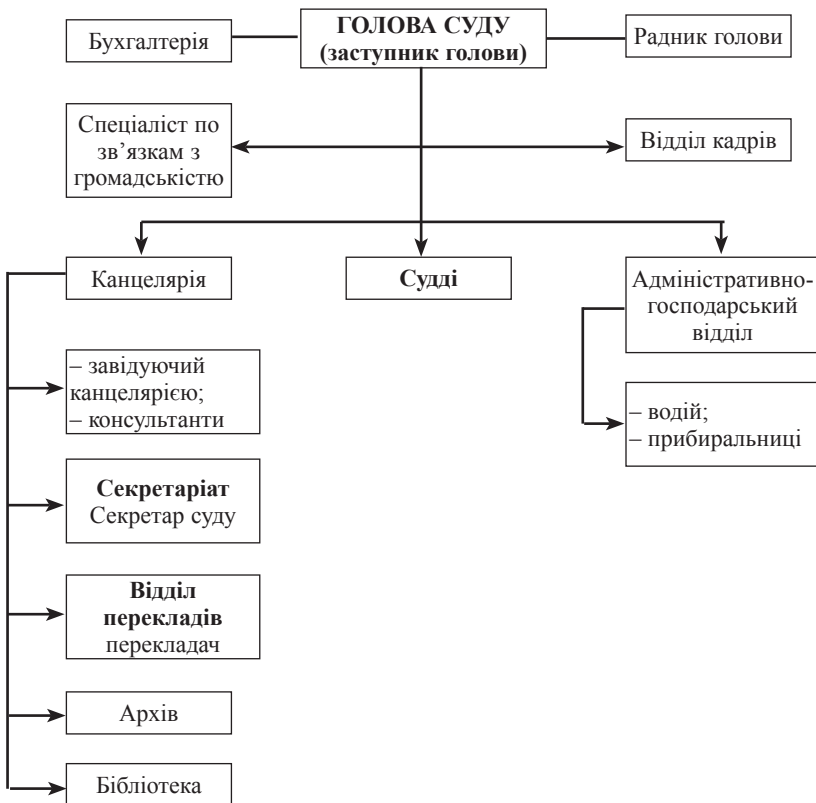 Бухгалтерія
ГОЛОВА СУДУ
(заступник голови)
Радник голови
Спеціаліст по
зв’язкам з
громадськістю
Відділ кадрів
Канцелярія
Судді
Адміністративно-
господарський
відділ
– завідуючий
канцелярією;
– консультанти
– водій;
– прибиральниці
Секретаріат
Секретар суду
Відділ
перекладів
перекладач
Архів
Бібліотека